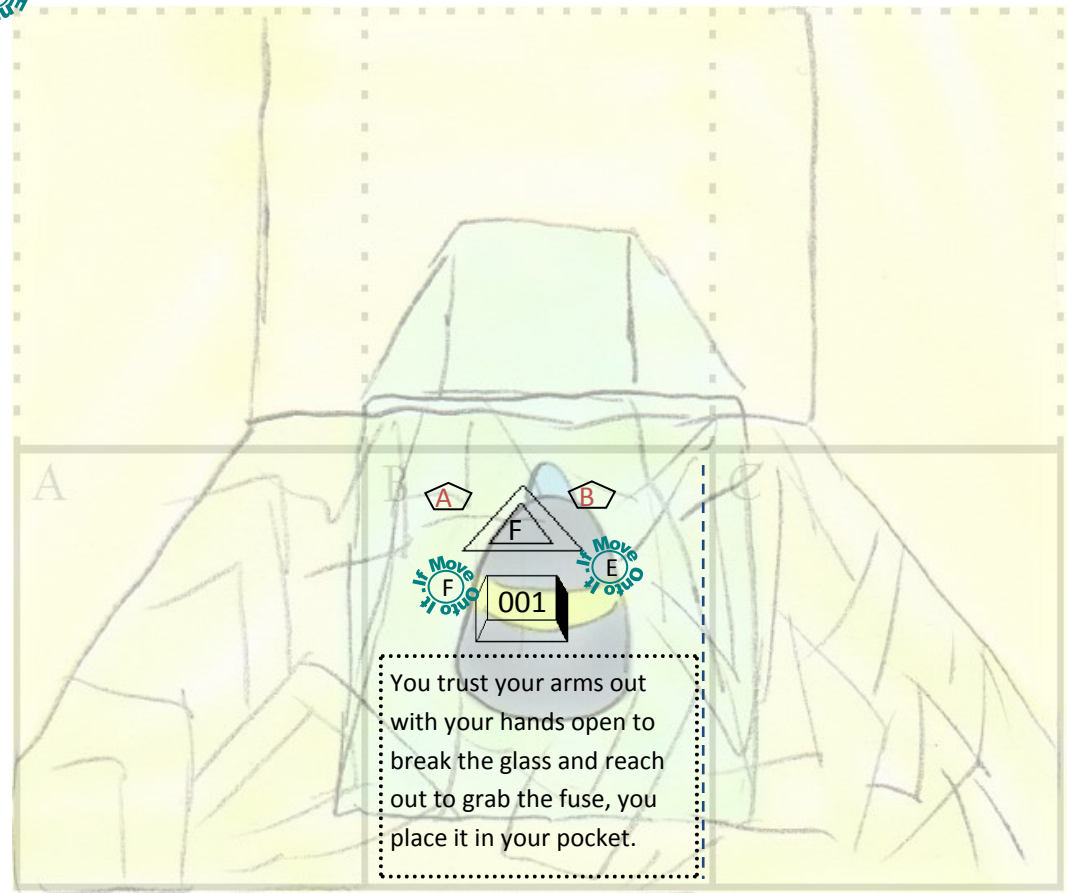 A
B
C
A
B
F
If Move Onto It.
F
If Move Onto It.
E
001
You trust your arms out
with your hands open to
break the glass and reach
out to grab the fuse, you
place it in your pocket.